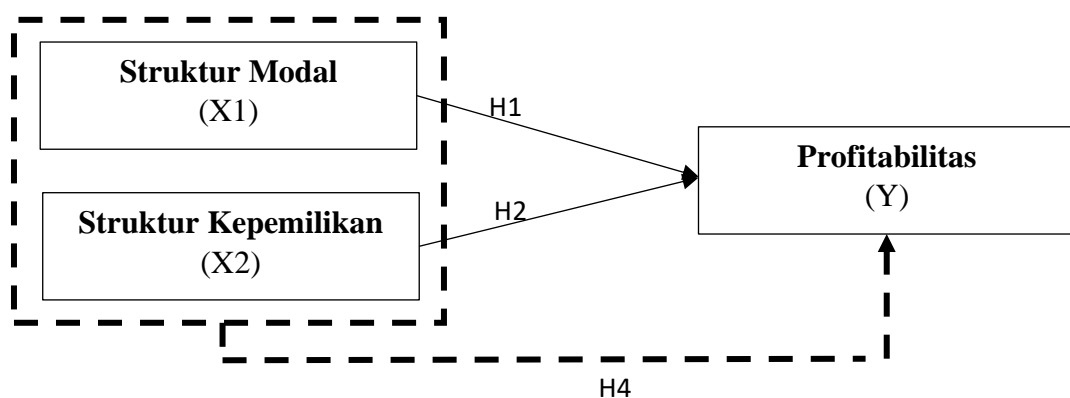 Struktur Modal
(X1)
H1
Profitabilitas
(Y)
Struktur Kepemilikan
(X2)
H2
H4